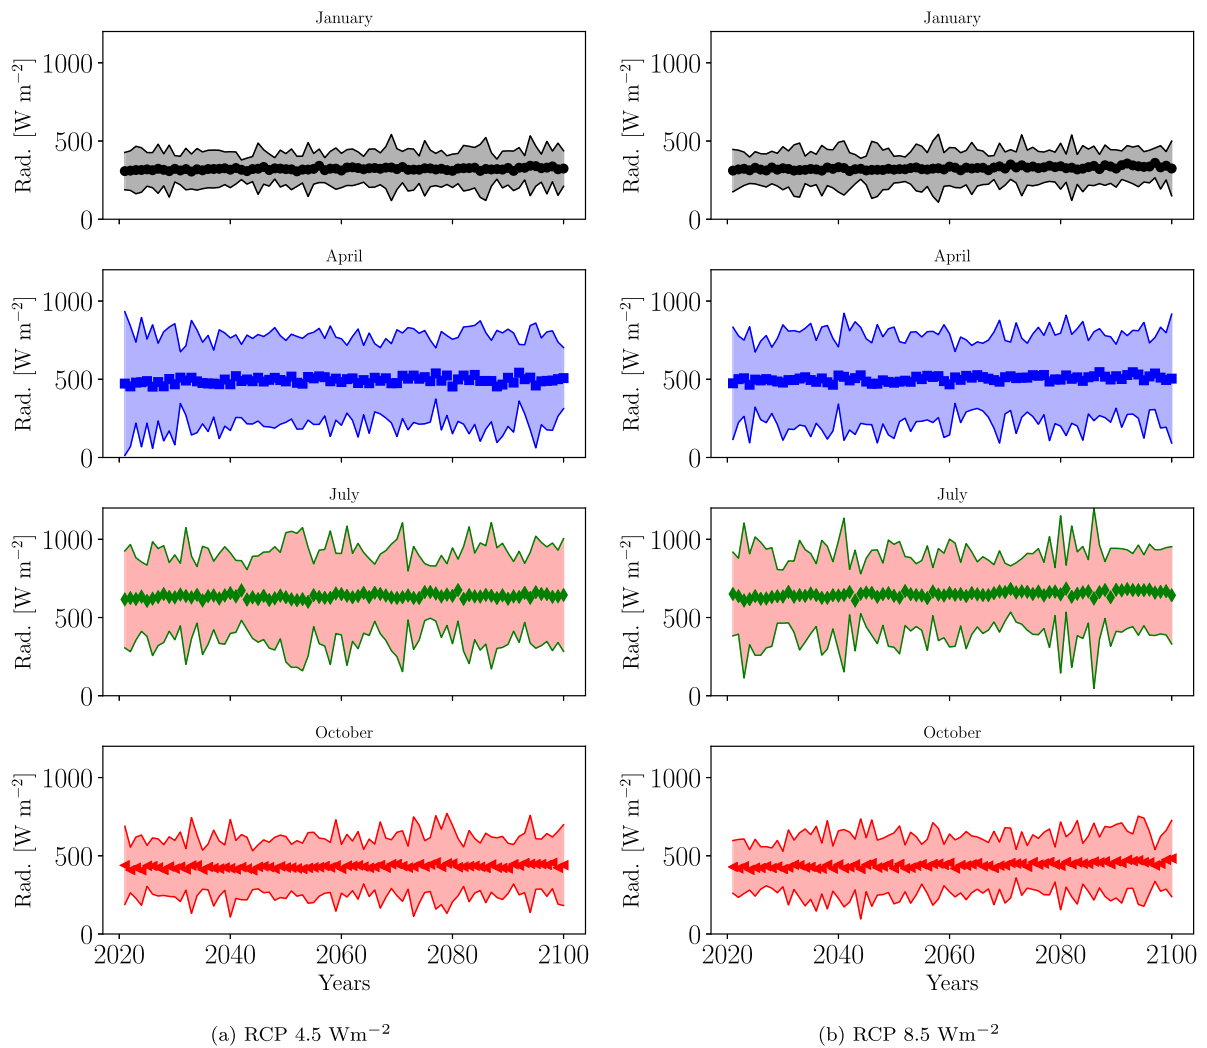 January
Rad. [W m−2]
1000
500
0
January
Rad. [W m−2]
1000
500
0
April
Rad. [W m−2]
1000
500
0
April
Rad. [W m−2]
1000
500
0
July
Rad. [W m−2]
1000
500
0
July
Rad. [W m−2]
1000
500
0
October
Rad. [W m−2]
1000
500
0
2020 2040 2060 2080 2100
Years
October
Rad. [W m−2]
1000
500
0
2020 2040 2060 2080 2100
Years
(a) RCP 4.5 Wm−2
(b) RCP 8.5 Wm−2